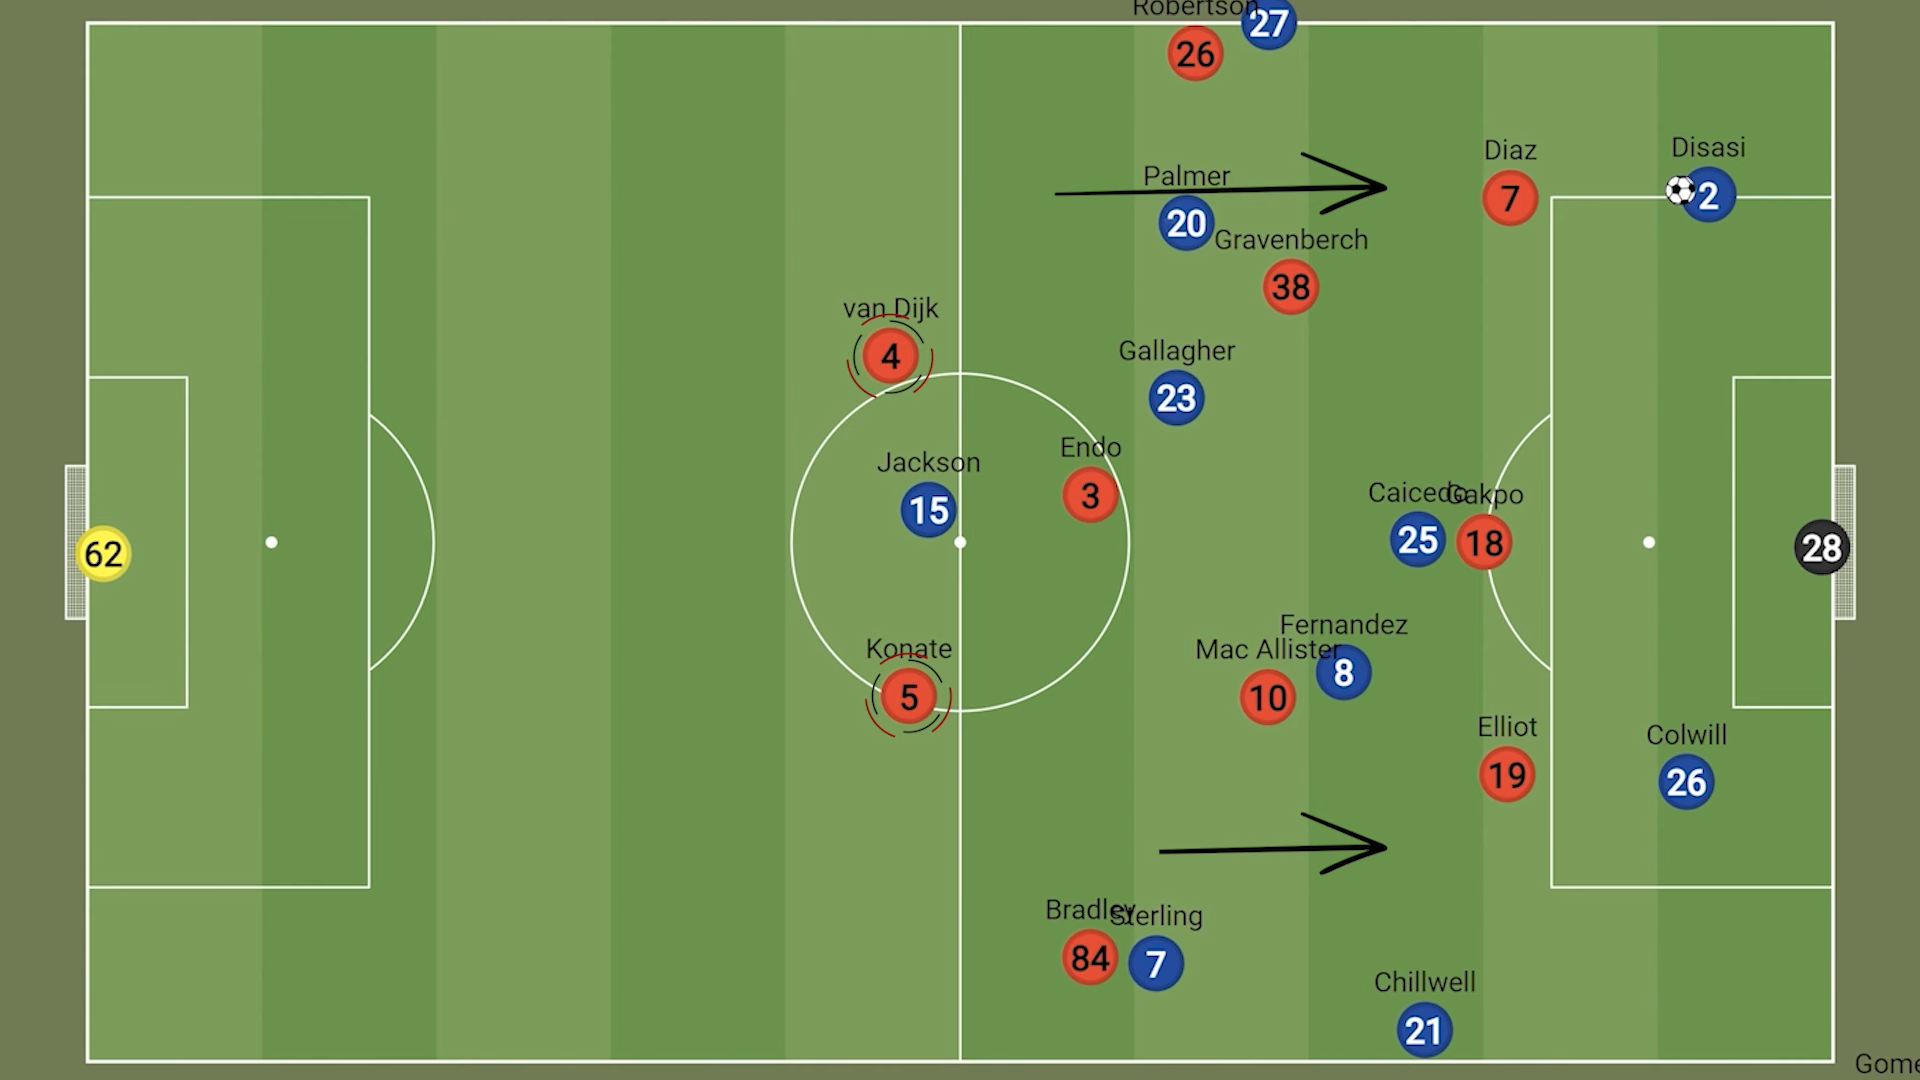 Robertson
27
26
Diaz
7
Disasi
2
Palmer
20
Gravenberch
38
van Dijk
4
Gallagher
23
Endo
3
Jackson
15
Caicedo
25
Gakpo
18
62
28
Fernandez
8
Mac Allister
10
Konate
5
Elliot
19
Colwill
26
Bradley
84
Sterling
7
Chillwell
21
Gome